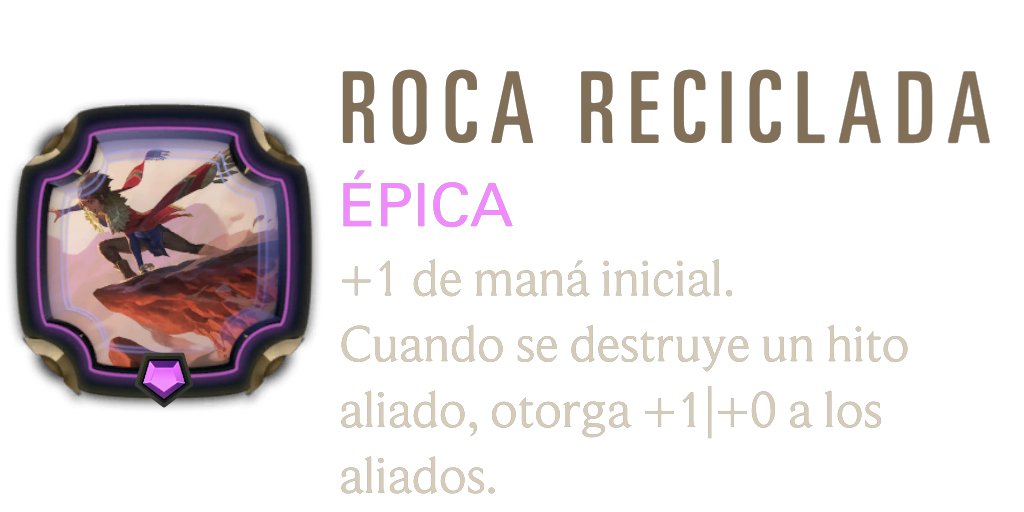 ROCA RECICLADA
ÉPICA
+1 de maná inicial.
Cuando se destruye un hito
aliado, otorga +1|+0 a los
aliados.